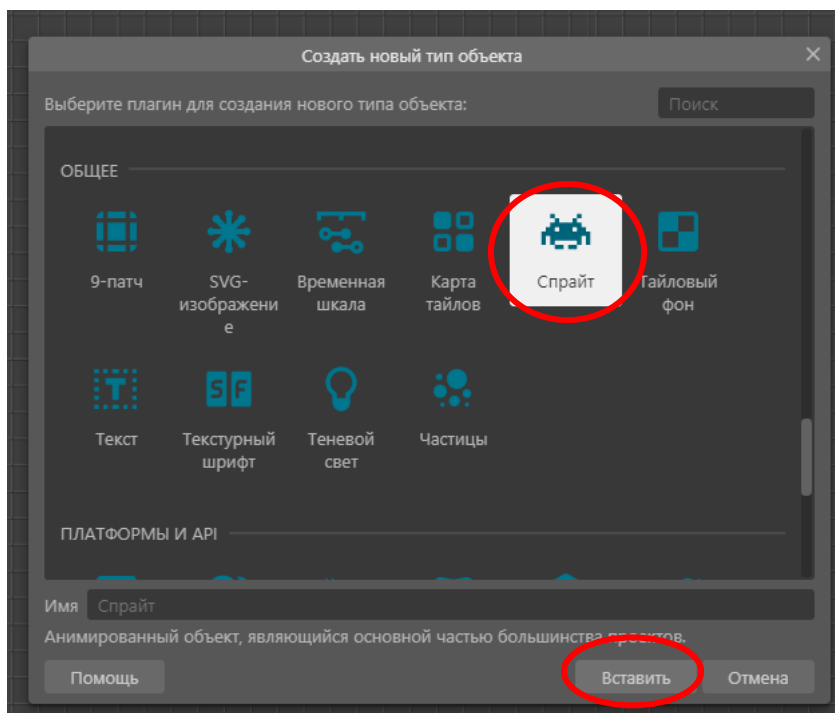 Создать новый тип объекта
Выберите плагин для создания нового типа объекта:
Поиск
ОБЩЕЕ
9-патч
SVG-
изображени
е
Временная
шкала
Карта
тайлов
Спрайт
Тайловый
фон
Текст
Текстурный
шрифт
Теневой
свет
Частицы
ПЛАТФОРМЫ И API
Имя Спрайт
Анимированный объект, являющийся основной частью большинства проектов.
Помощь
Вставить
Отмена